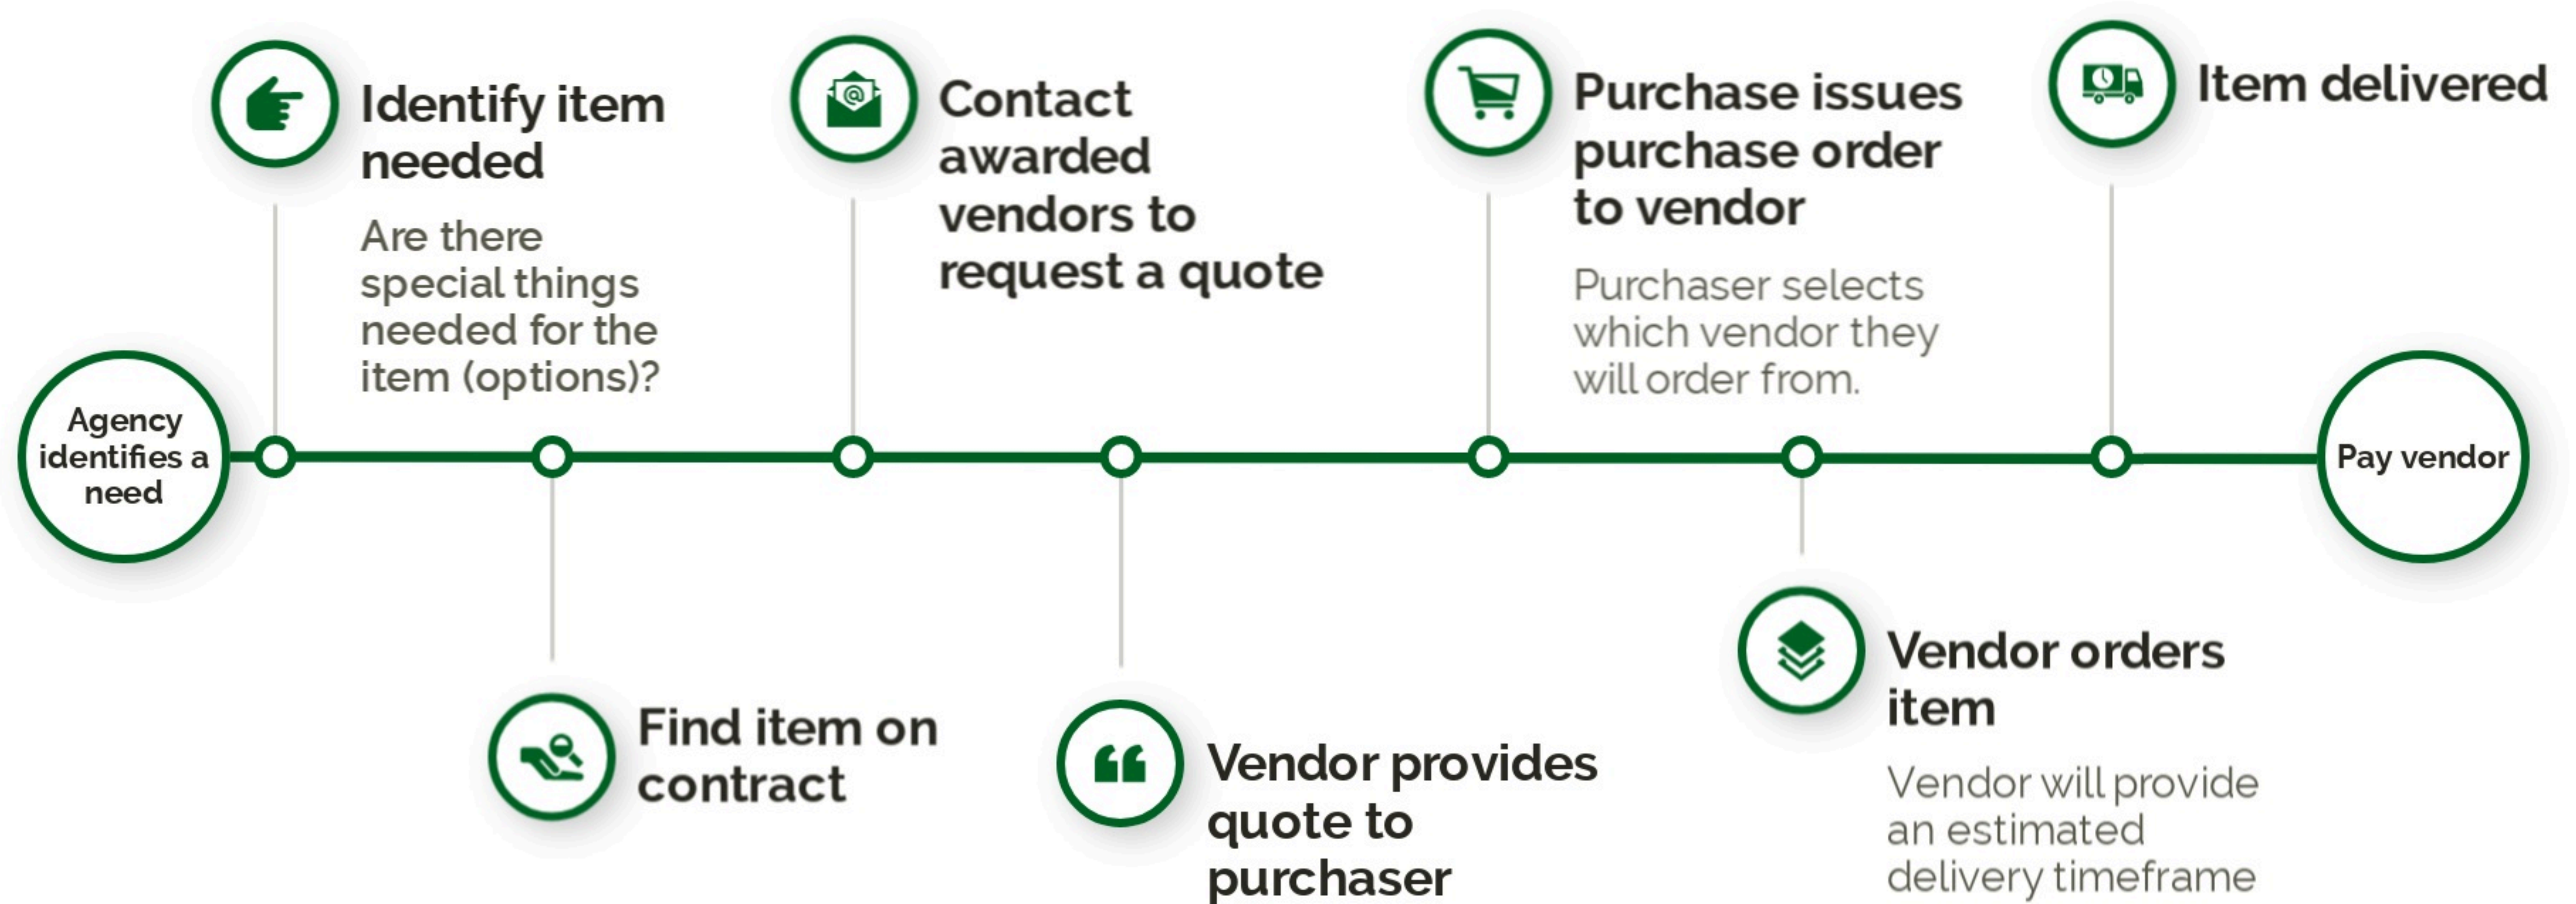 Agency
identifies a
need
Identify item
needed
Are there
special things
needed for the
item (options)?
Find item on
contract
Contact
awarded
vendors to
request a quote
Vendor provides
quote to
purchaser
Purchase issues
purchase order
to vendor
Purchaser selects
which vendor they
will order from.
Vendor orders
item
Vendor will provide
an estimated
delivery timeframe
Item delivered
Pay vendor